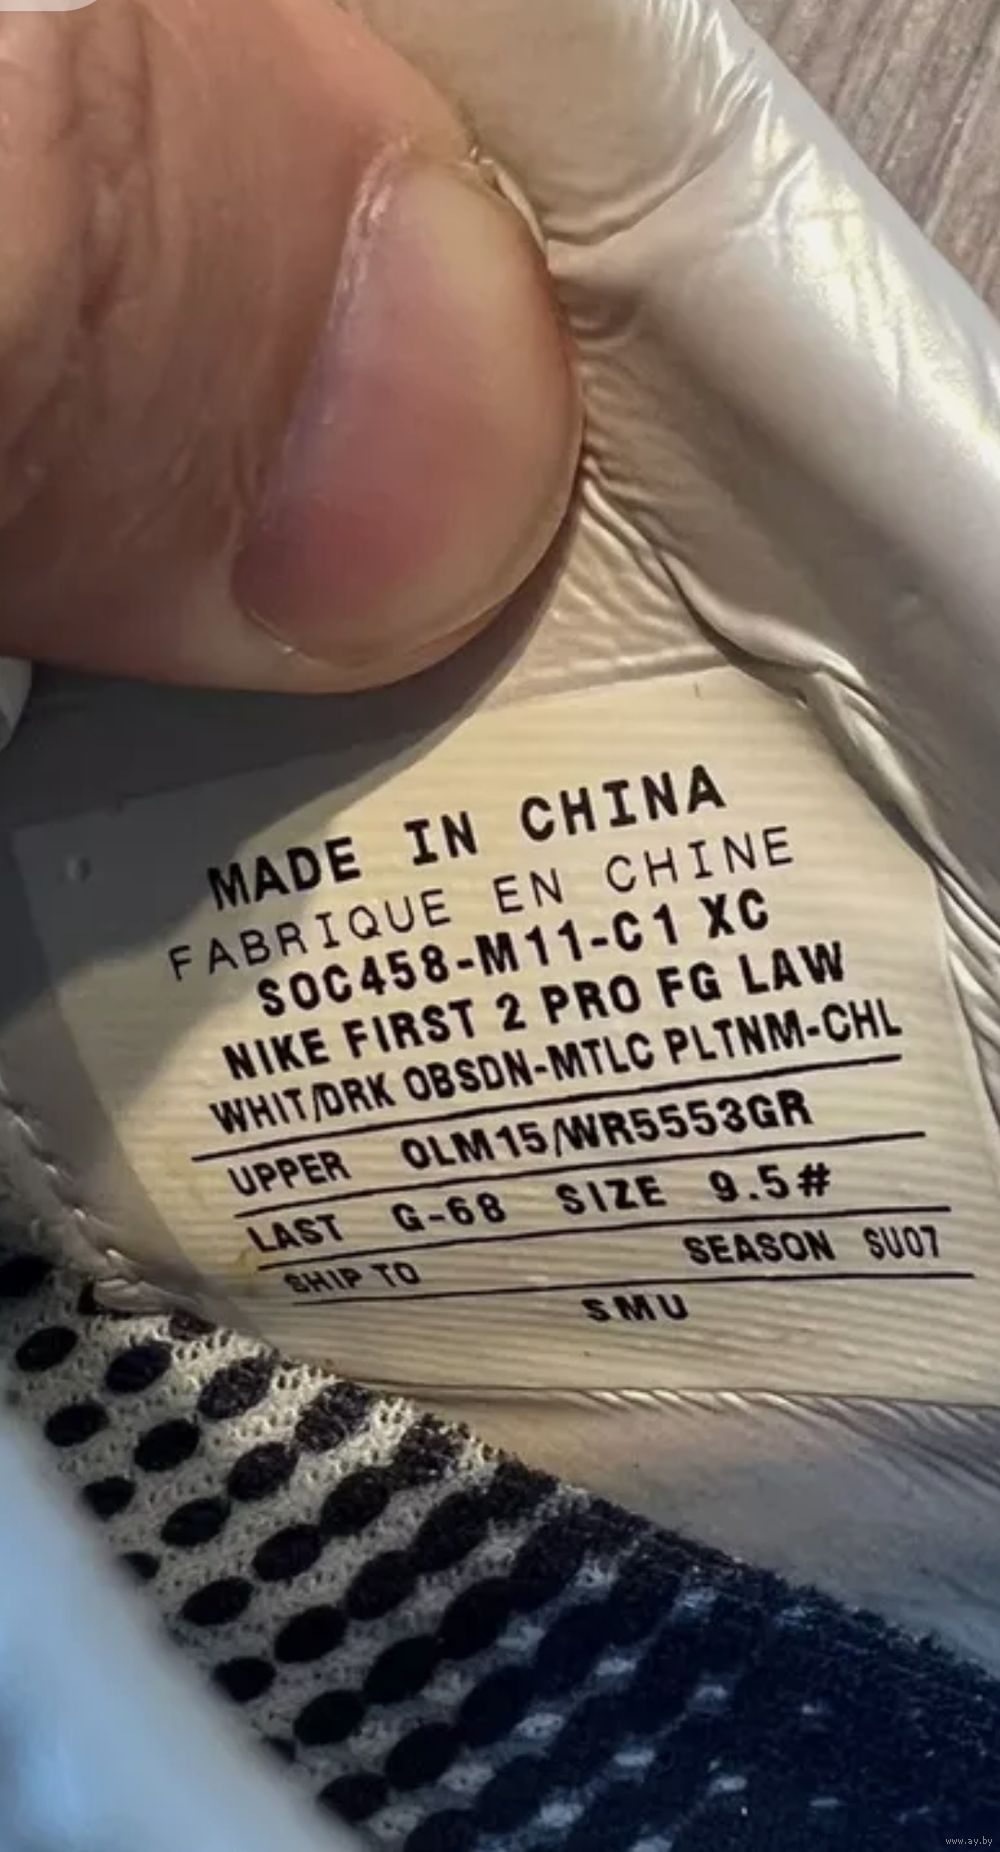 MADE IN CHINA
FABRIQUE EN CHINE
SOC458-M11-C1 XC
NIKE FIRST 2 PRO FG LAW
WHIT/DRK OBSDN-MTLC PLTNM-CHL
UPPER OLM15/WR5553GR
LAST G-68 SIZE 9.5#
SHIP TO SEASON SU07
SMU
www.ay.by